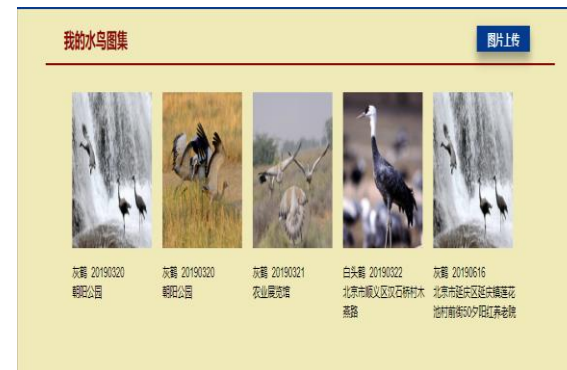 我的水鸟图集
图片上传
灰鹤 20190320
朝阳公园
灰鹤 20190320
朝阳公园
灰鹤 20190321
农业展览馆
白头鹤 20190322
北京市顺义区汉石桥村木
燕路
灰鹤 20190616
北京市延庆区延庆镇莲花
池村前街50夕阳红养老院